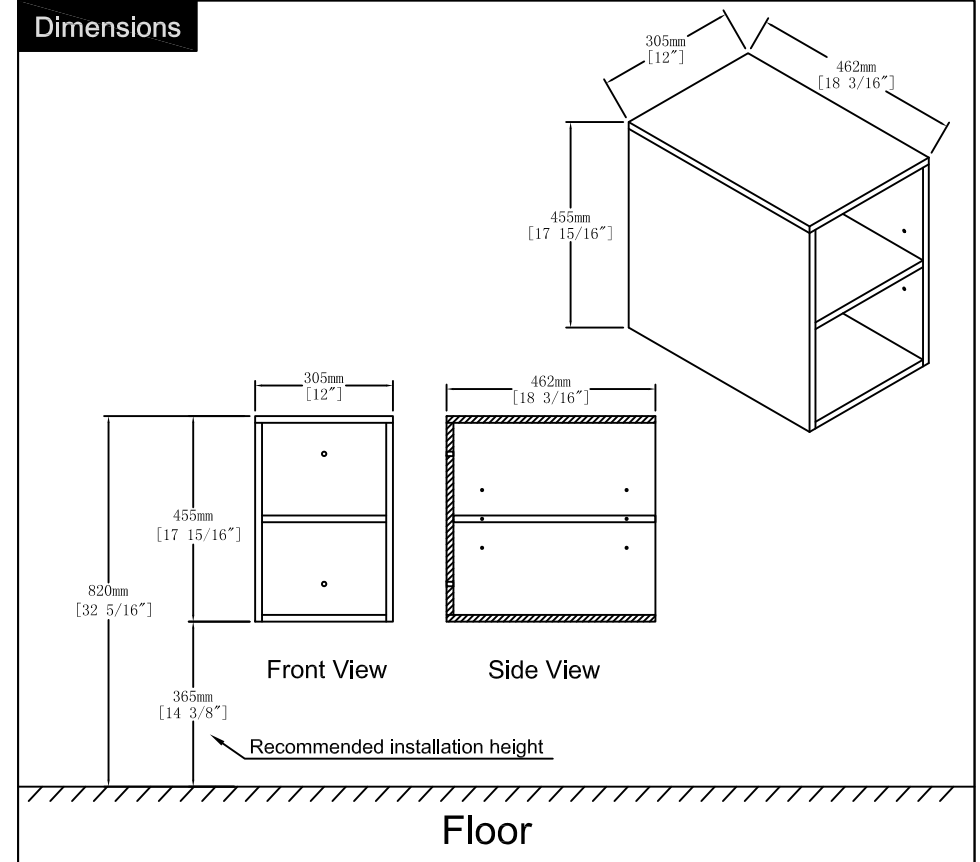 Dimensions
305mm
[12″]
462mm
[18 3/16″]
455mm
[17 15/16″]
305mm
[12″]
462mm
[18 3/16″]
455mm
[17 15/16″]
820mm
[32 5/16″]
Front View
Side View
365mm
[14 3/8″]
Recommended installation height
Floor